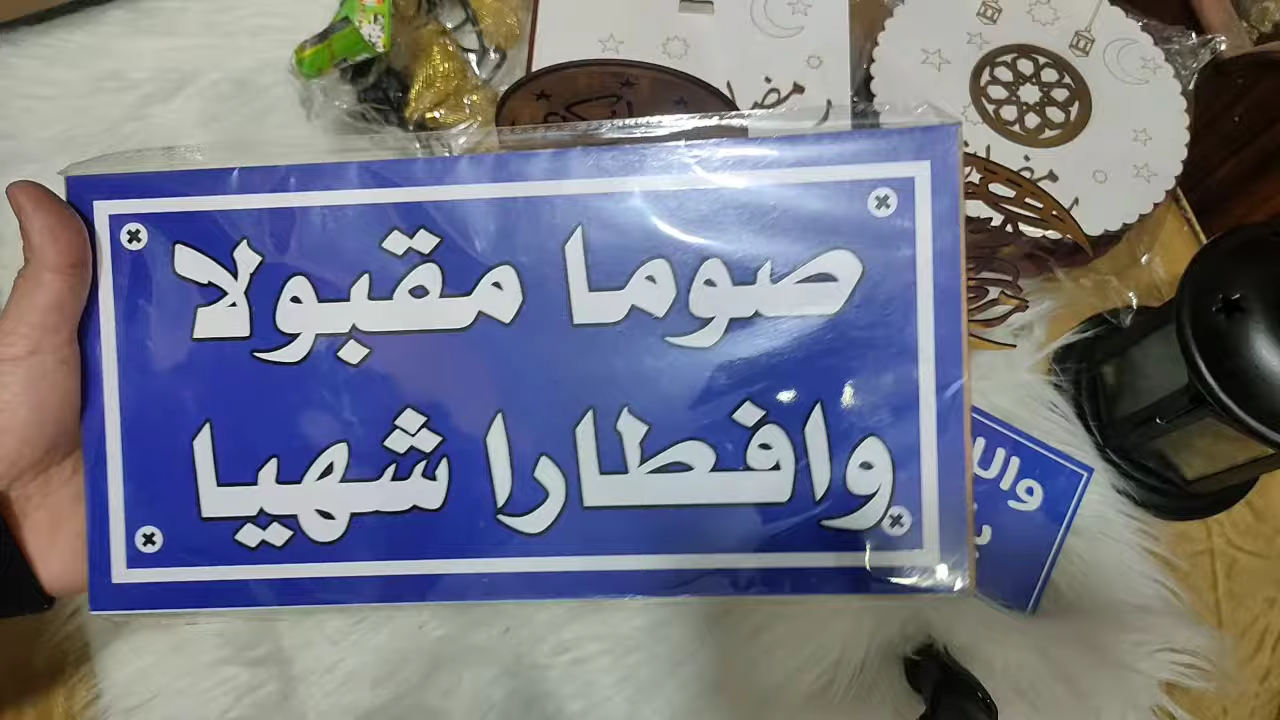 صوما مقبولا
وافطارا شهيا